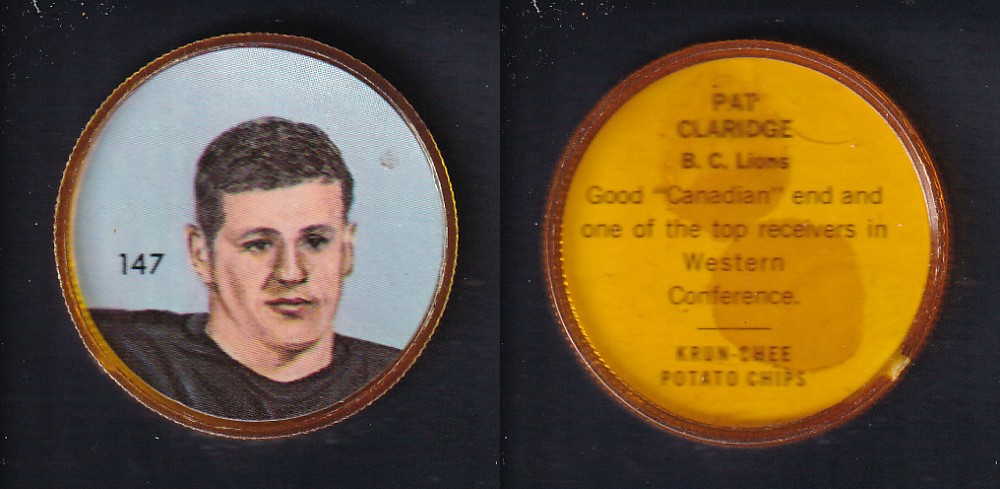 147
PAT
CLARIDGE
B. C. Lions
Good "Canadian" end and
one of the top receivers in
Western
Conference.
KRUN-CHEE
POTATO CHIPS